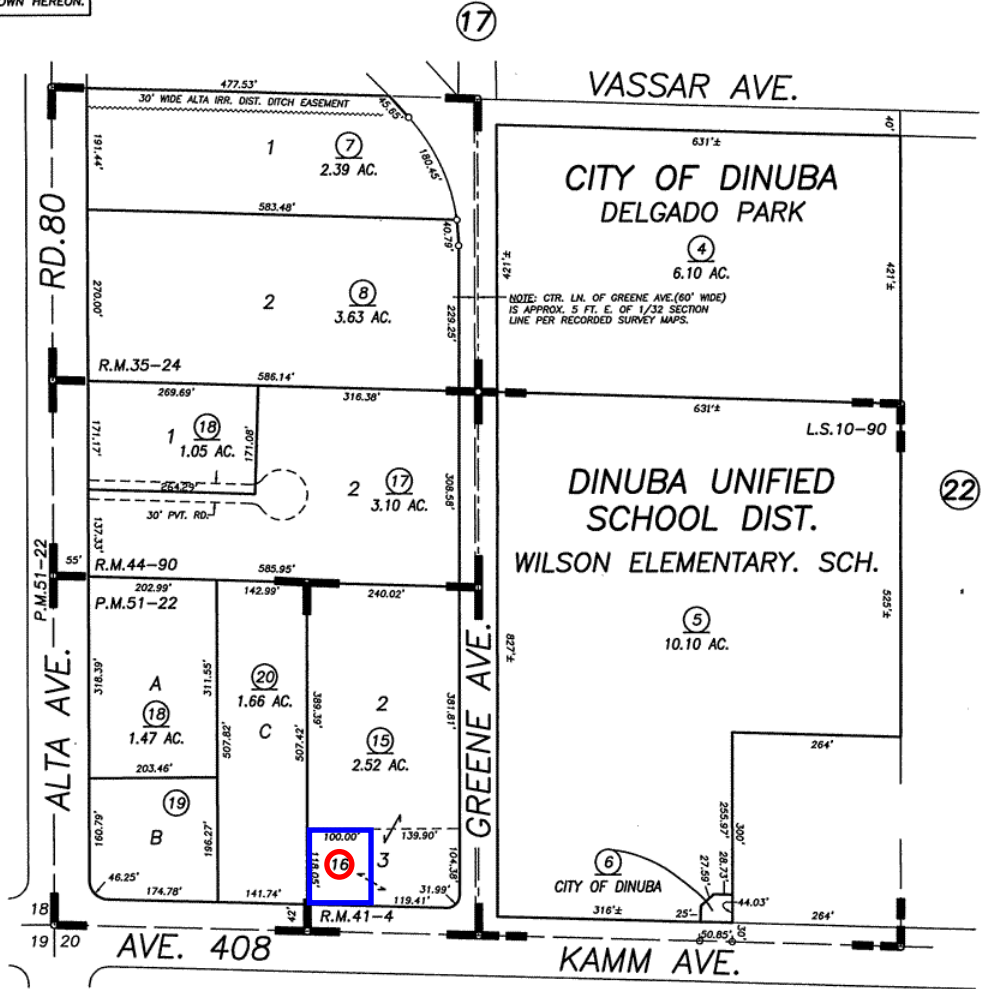 OWN HEREON.
17
VASSAR AVE.
477.53'
30' WIDE ALTA IRR. DIST. DITCH EASEMENT
45.65'
40'
191.44'
1
7
2.39 AC.
180.45'
631'±
CITY OF DINUBA
DELGADO PARK
RD.80
583.48'
40.79'
4
6.10 AC.
421'±
421'±
270.00'
2
8
3.63 AC.
229.25'
NOTE: CTR. LN. OF GREENE AVE.(60' WIDE)
IS APPROX. 5 FT. E. OF 1/32 SECTION
LINE PER RECORDED SURVEY MAPS.
R.M.35-24
586.14'
269.69'
316.38'
631'±
L.S.10-90
171.17'
1
18
1.05 AC.
171.08'
264.29'
2
17
3.10 AC.
308.58'
DINUBA UNIFIED
SCHOOL DIST.
WILSON ELEMENTARY. SCH.
22
30' PVT. RD.
137.33'
55'
R.M.44-90
585.95'
P.M.51-22
202.99'
142.99'
240.02'
P.M.51-22
525'±
5
10.10 AC.
827'±
318.39'
A
18
1.47 AC.
311.55'
20
1.66 AC.
C
507.82'
507.42'
389.39'
2
15
2.52 AC.
381.81'
GREENE AVE.
ALTA AVE.
203.46'
264'
19
B
160.79'
196.27'
100.00'
139.90'
16
3
118.05'
104.38'
255.97'
300'
6
CITY OF DINUBA
27.59'
28.73'
46.25'
174.78'
141.74'
31.99'
119.41'
42'
R.M.41-4
316'±
25'
44.03'
264'
50.85'
30'
18
19
20
AVE. 408
KAMM AVE.